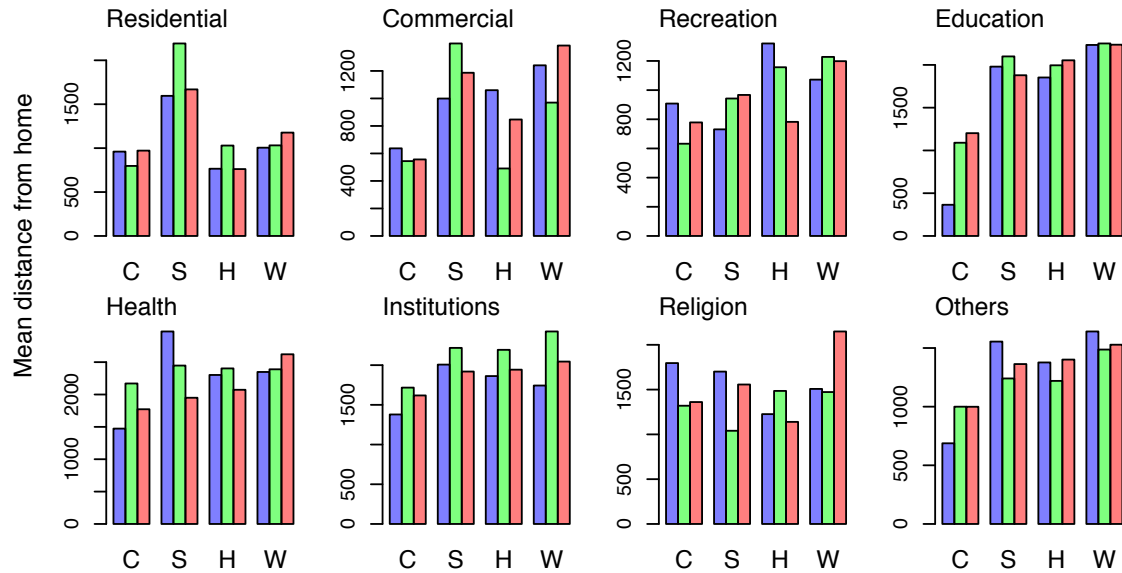 Mean distance from home
Residential
0 500 1500
C S H W
Commercial
0 400 800 1200
C S H W
Recreation
0 400 800 1200
C S H W
Education
0 500 1500
C S H W
Health
0 1000 2000
C S H W
Institutions
0 500 1500
C S H W
Religion
0 500 1500
C S H W
Others
0 500 1000
C S H W